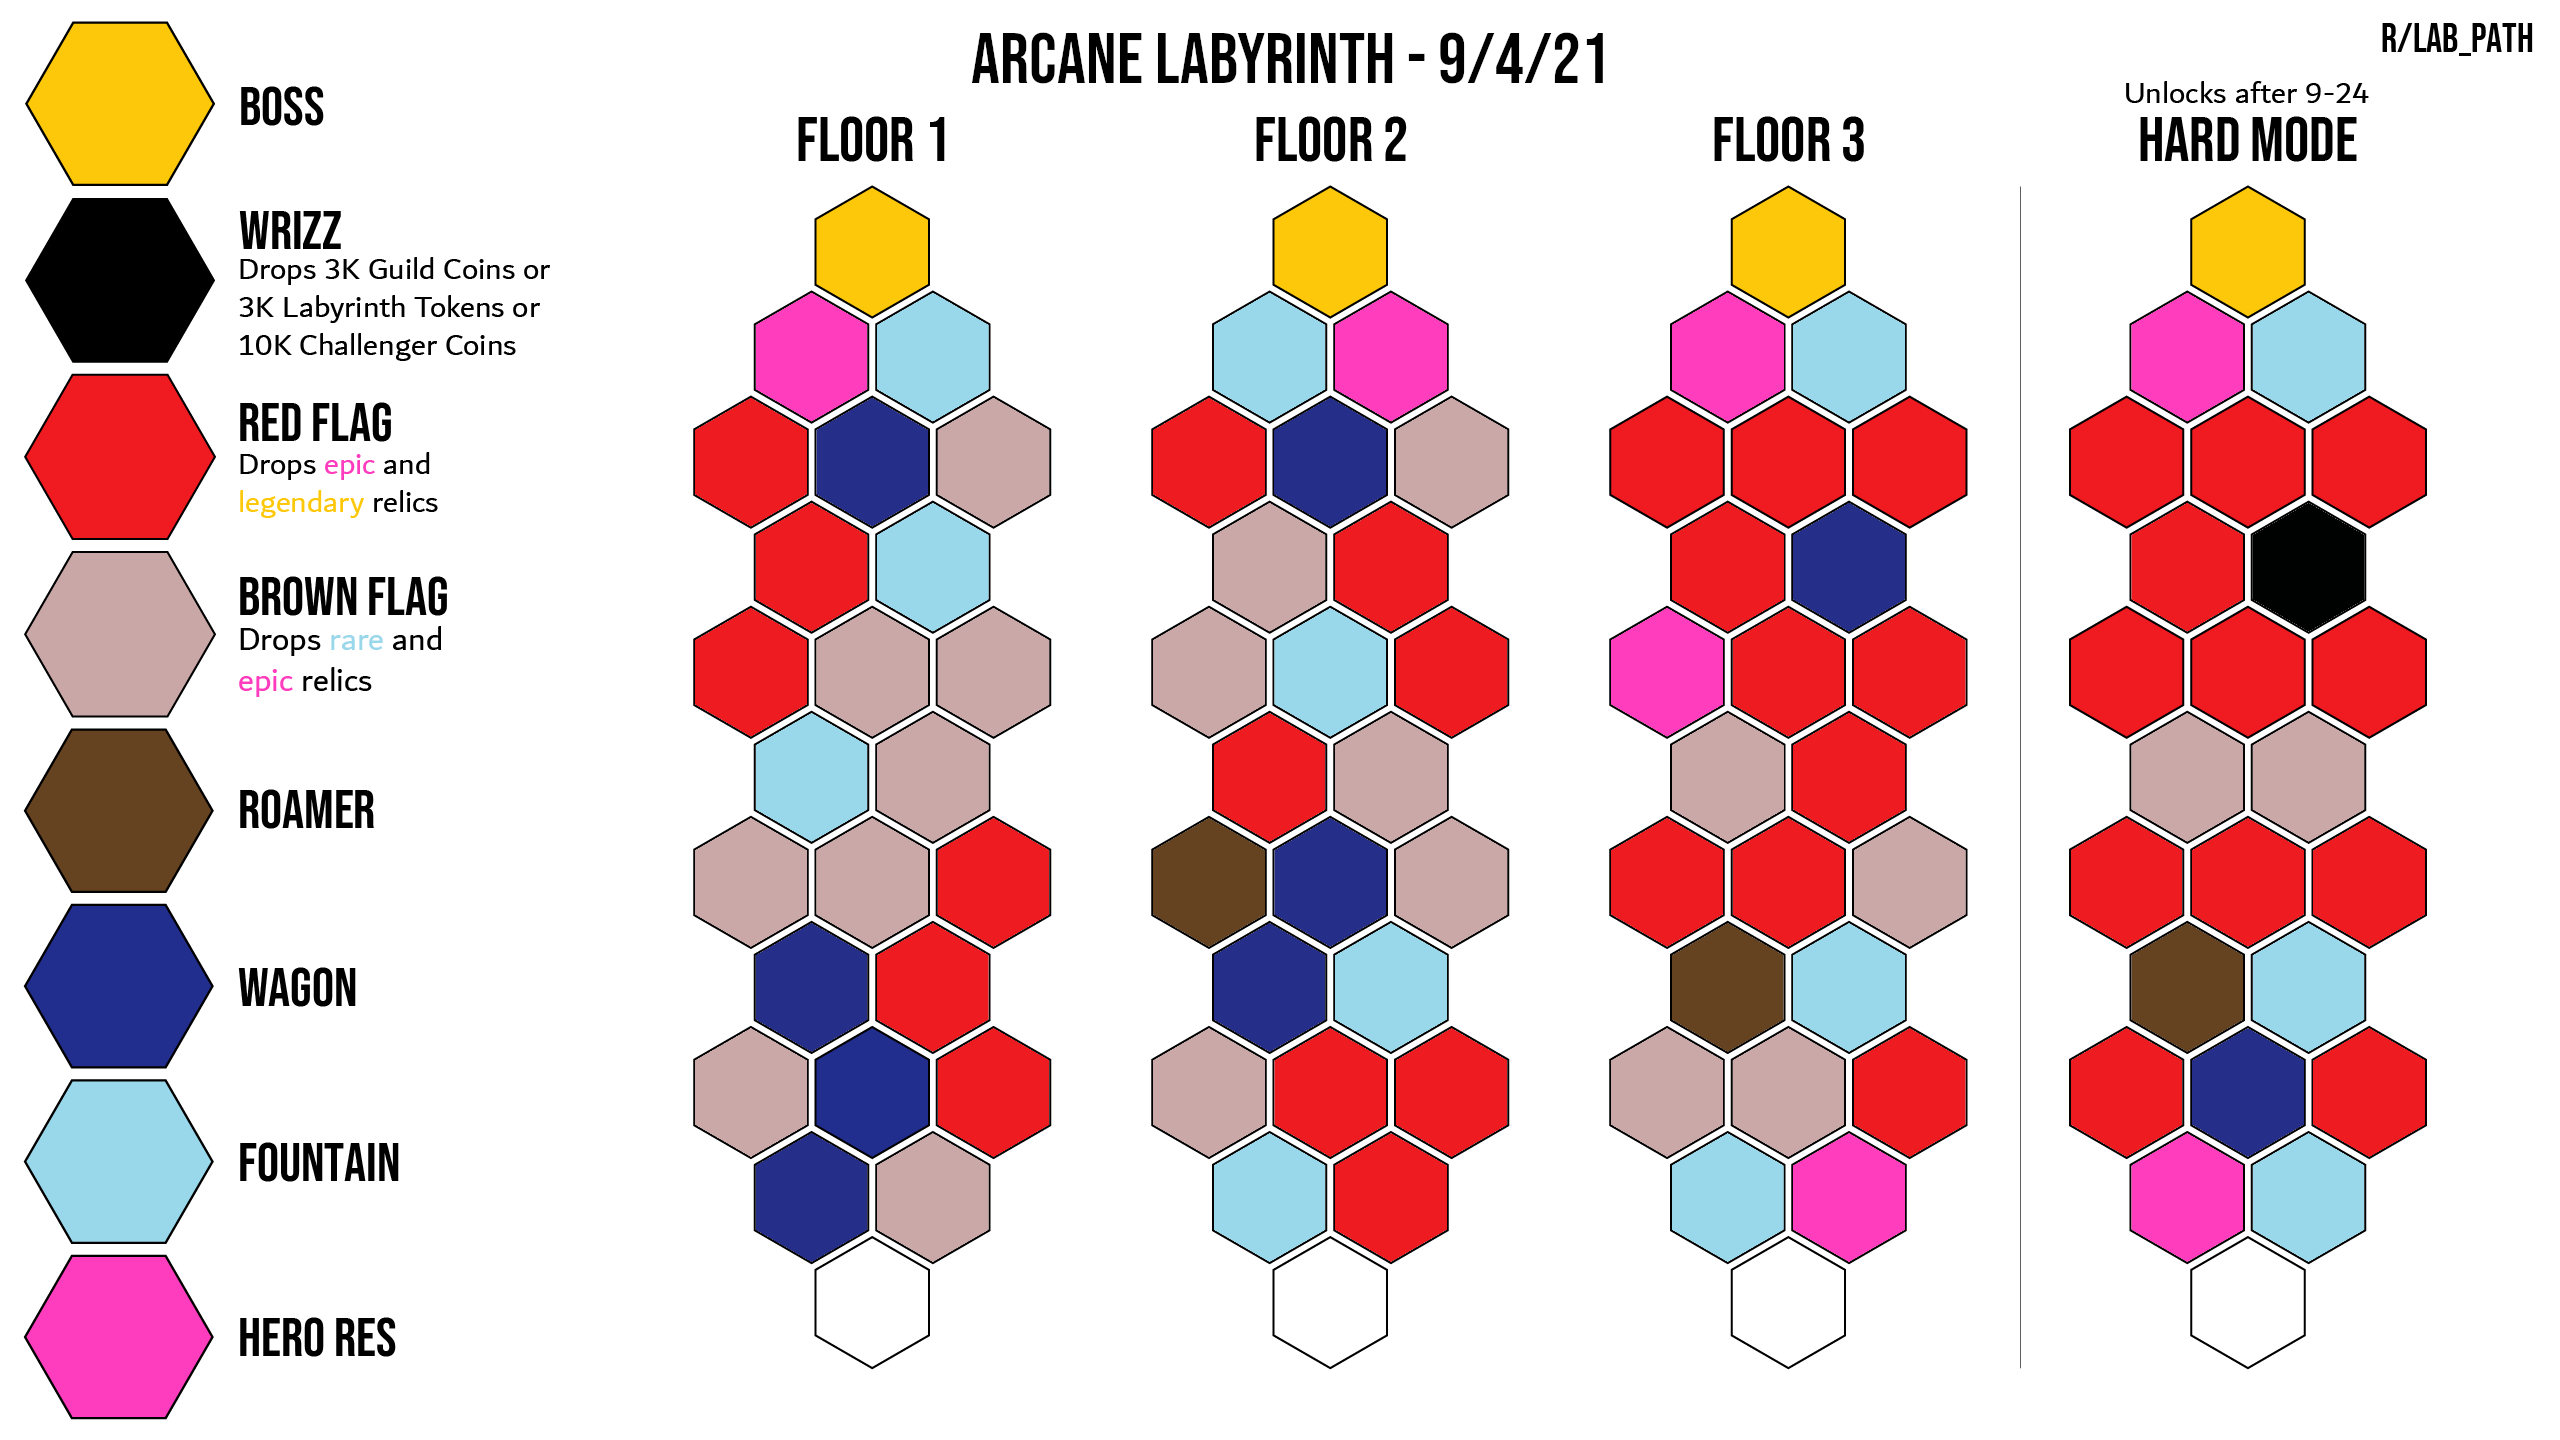 ARCANE LABYRINTH - 9/4/21
R/LAB_PATH
BOSS
WRIZZ
Drops 3K Guild Coins or
3K Labyrinth Tokens or
10K Challenger Coins
RED FLAG
Drops epic and
legendary relics
BROWN FLAG
Drops rare and
epic relics
ROAMER
WAGON
FOUNTAIN
HERO RES
FLOOR 1
FLOOR 2
FLOOR 3
Unlocks after 9-24
HARD MODE